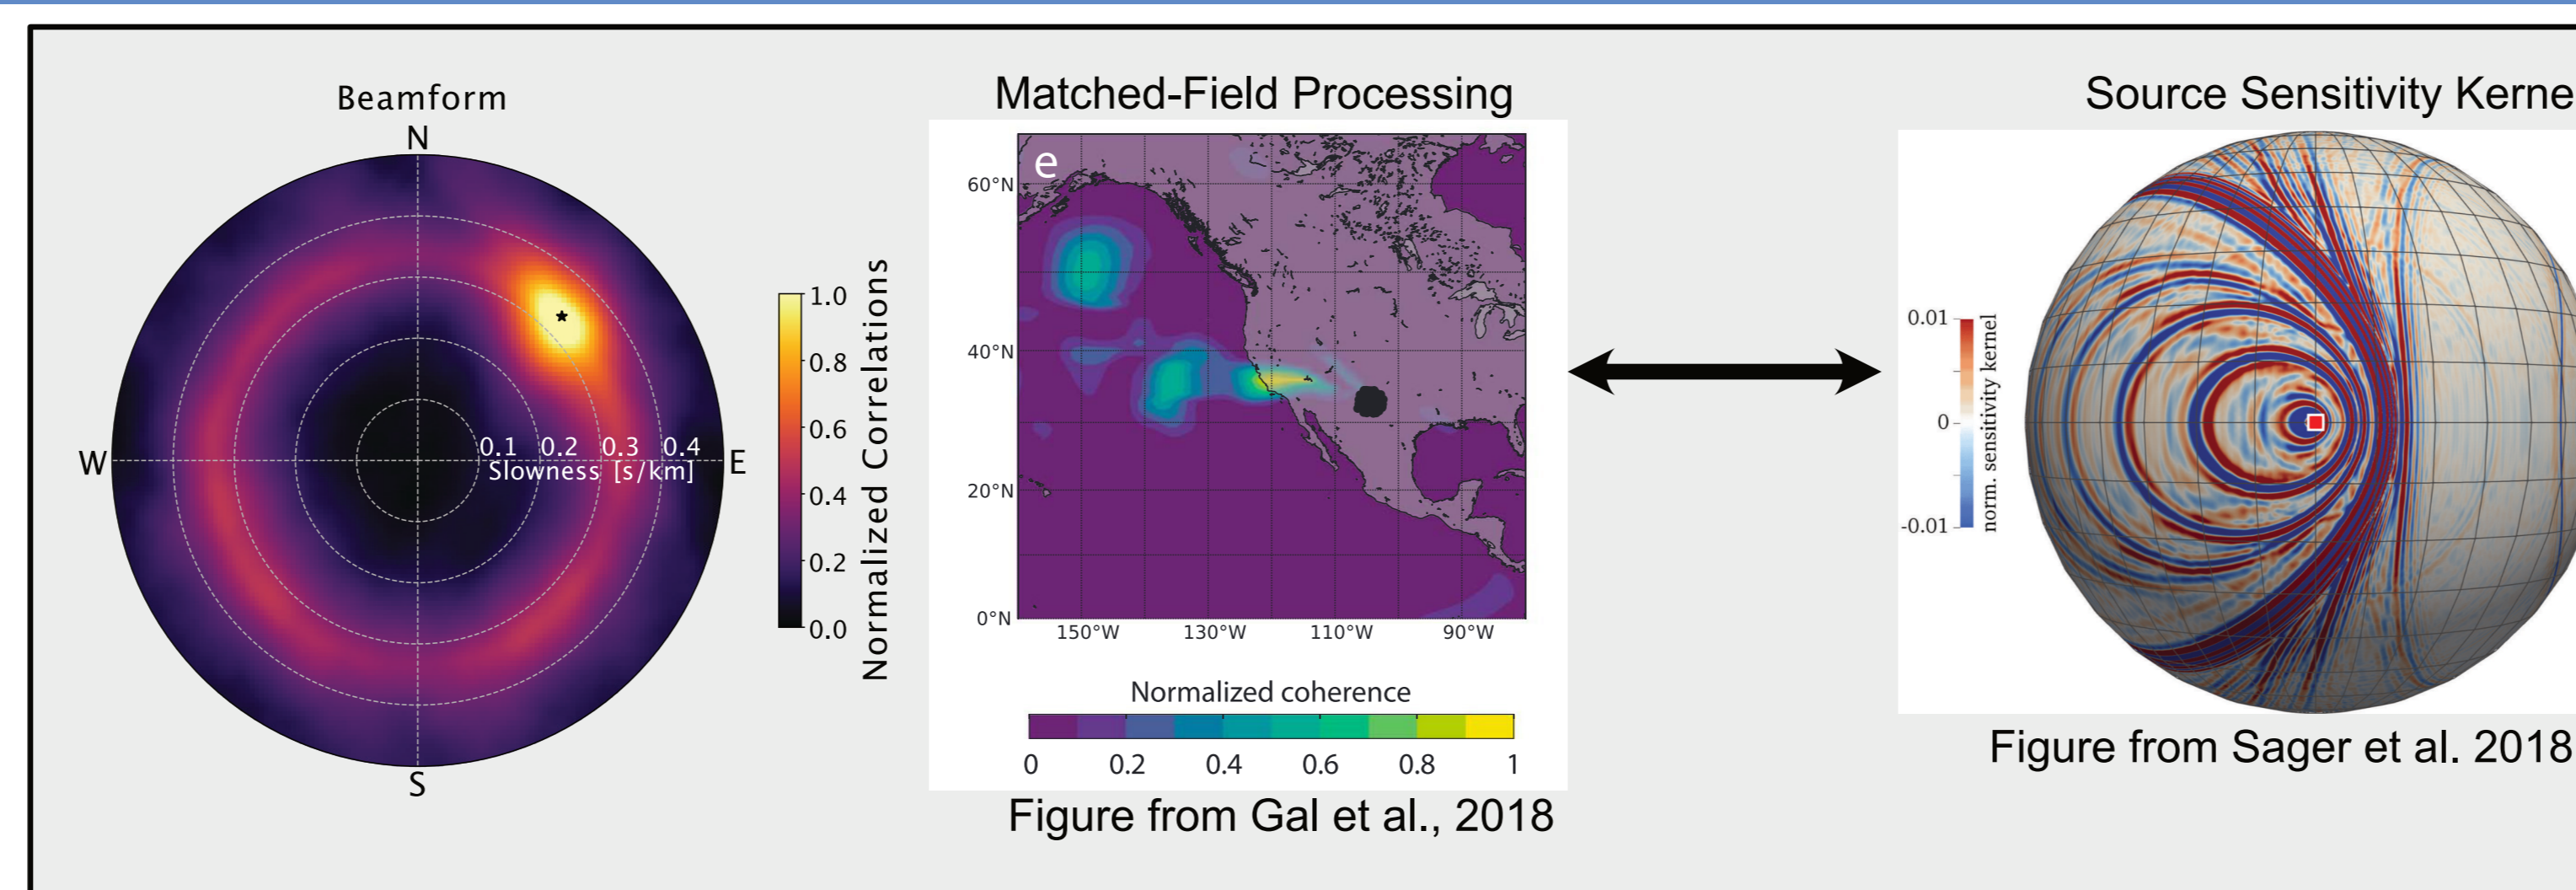 Beamform
N
W
E
S
0.1 0.2 0.3 0.4
Slowness [s/km]
1.0
0.8
0.6
0.4
0.2
0.0
Normalized Correlations
Matched-Field Processing
e
60°N
40°N
20°N
0°N
150°W 130°W 110°W 90°W
Normalized coherence
0 0.2 0.4 0.6 0.8 1
Figure from Gal et al., 2018
Source Sensitivity Kerne
0.01
0
-0.01
norm. sensitivity kernel
Figure from Sager et al. 2018